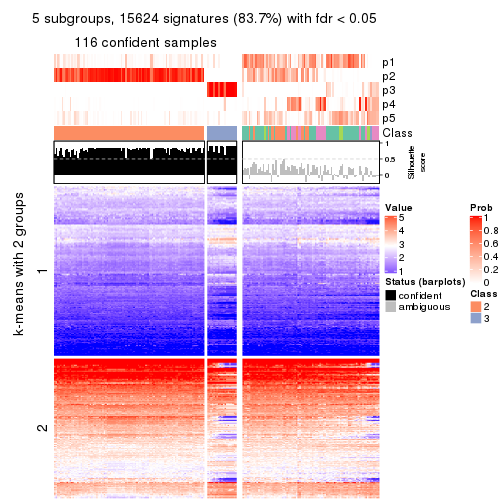 5 subgroups, 15624 signatures (83.7%) with fdr < 0.05
116 confident samples
p1
p2
p3
p4
p5
Class
1
0.5
0
Silhouette
score
k-means with 2 groups
1
2
Value
5
4
3
2
1
Status (barplots)
confident
ambiguous
Prob
1
0.8
0.6
0.4
0.2
0
Class
2
3